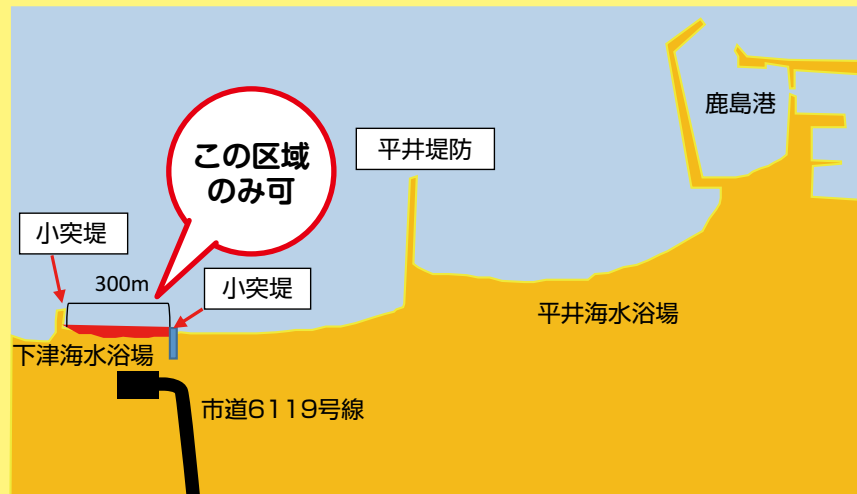 鹿島港
平井堤防
この区域
のみ可
小突堤
300m
小突堤
平井海水浴場
下津海水浴場
市道6119号線